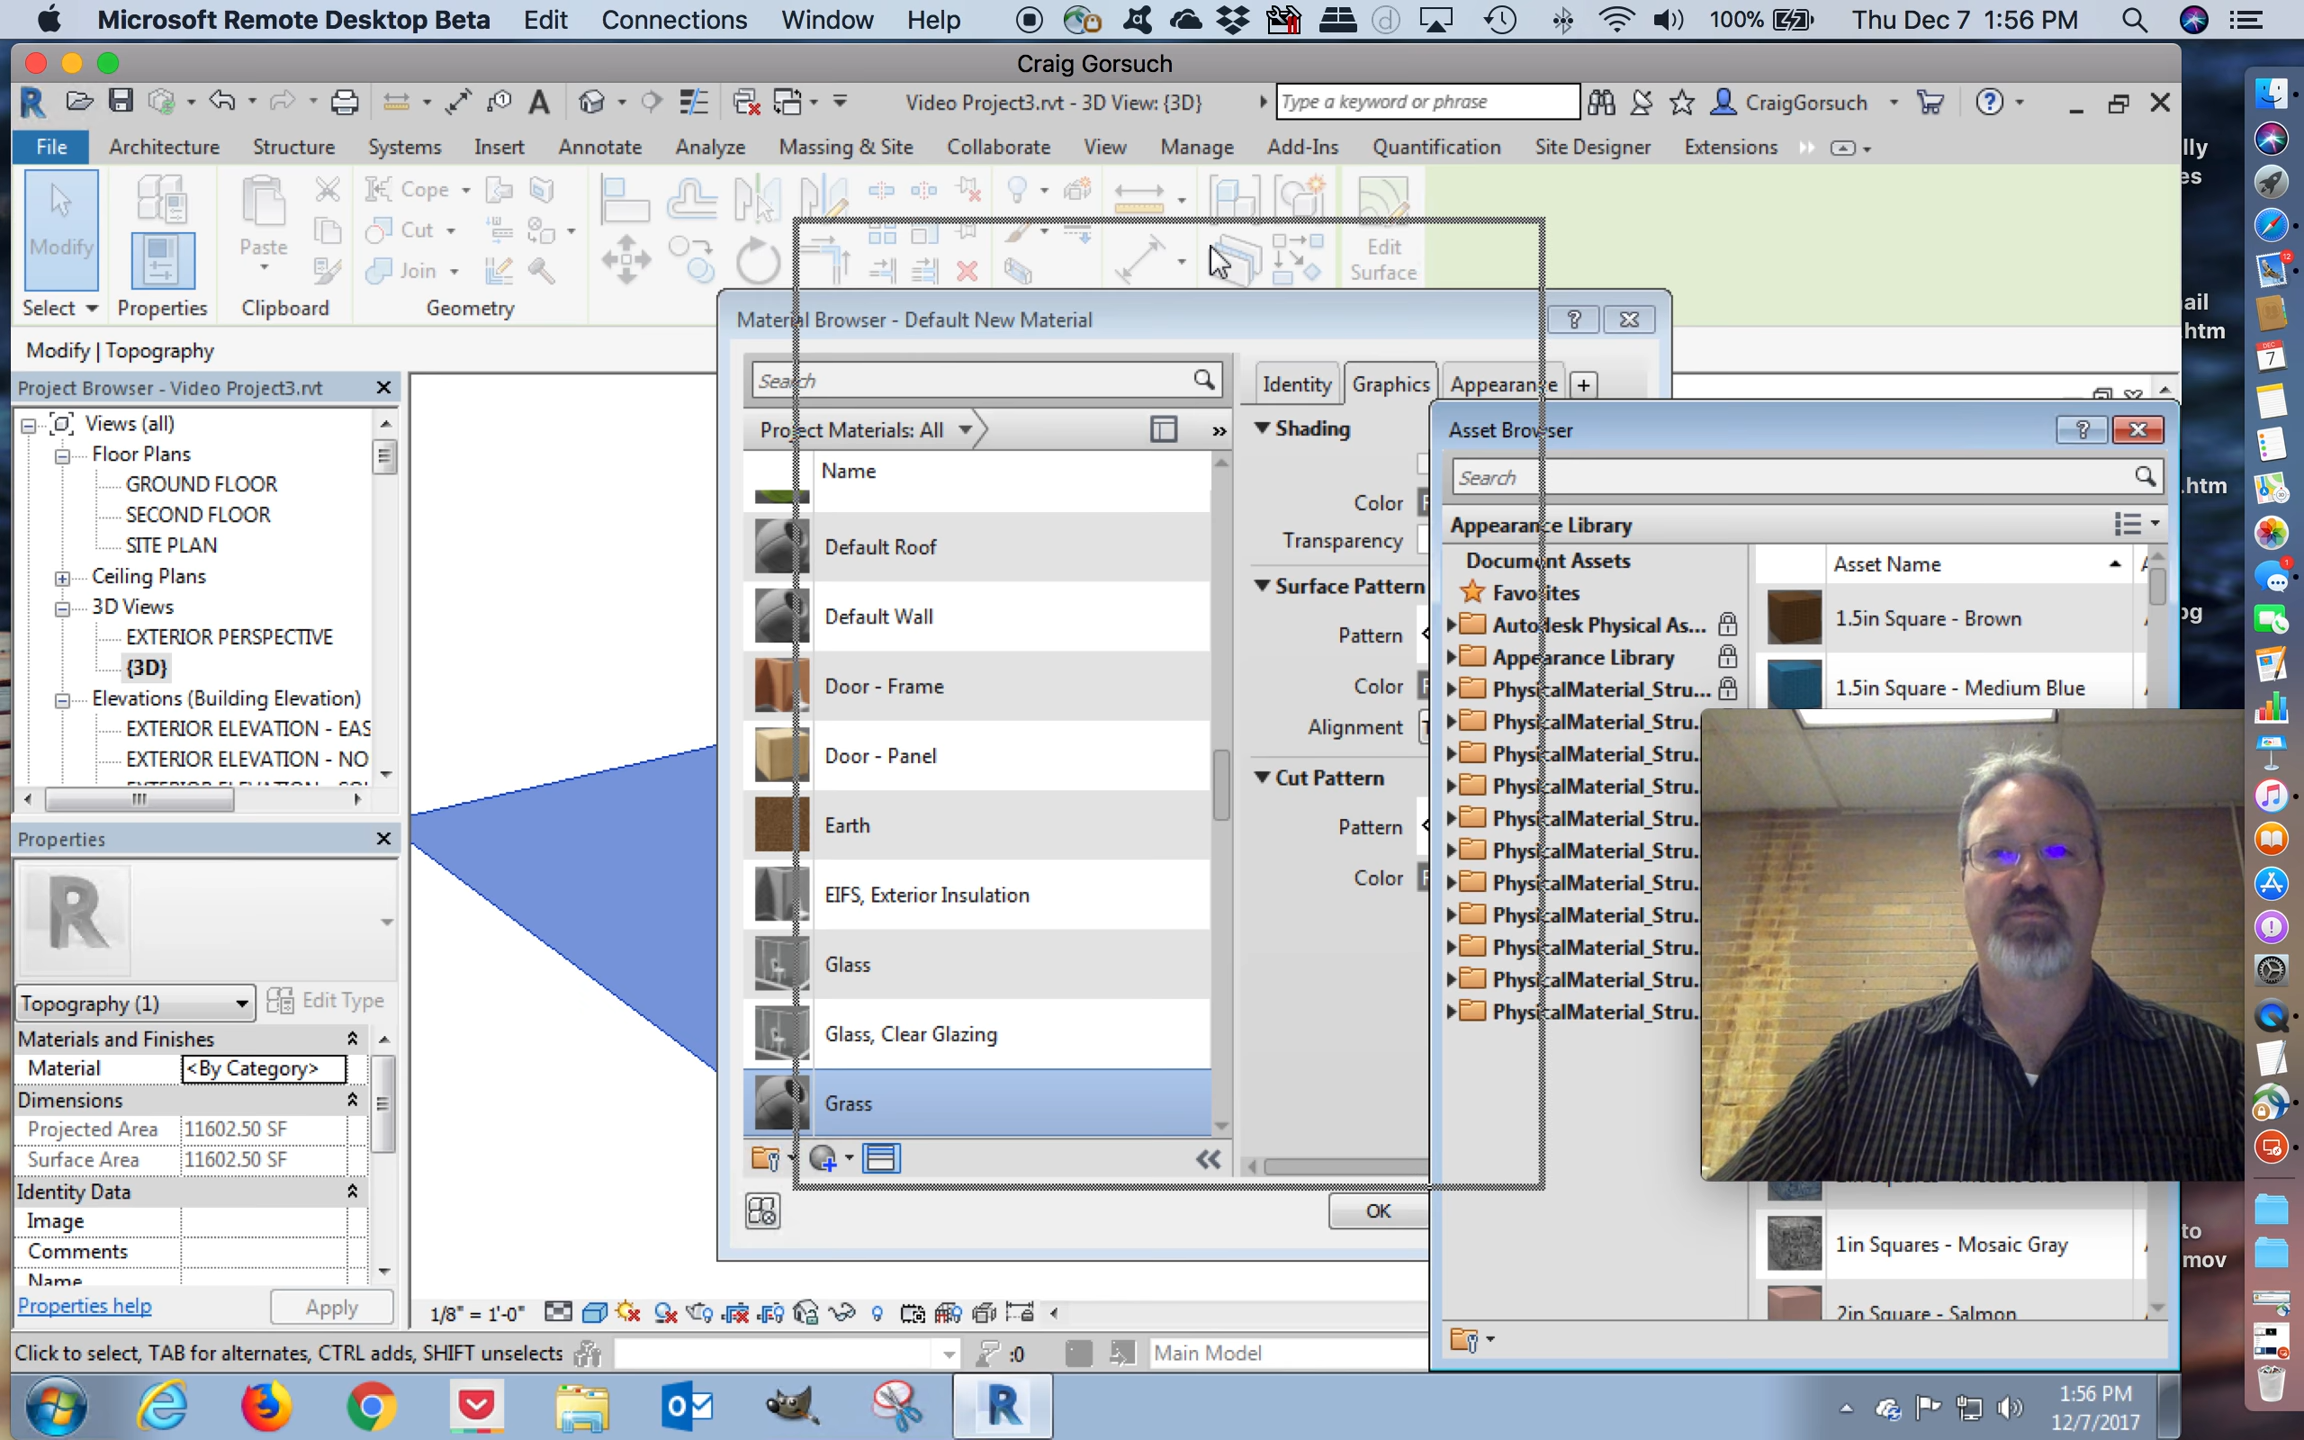 Microsoft Remote Desktop Beta Edit Connections Window Help 100% Thu Dec 7 1:56 PM
Craig Gorsuch
Video Project3.rvt - 3D View: {3D} Type a keyword or phrase CraigGorsuch
File Architecture Structure Systems Insert Annotate Analyze Massing & Site Collaborate View Manage Add-Ins Quantification Site Designer Extensions
Modify Paste Cope Cut Join Edit Surface
Select Properties Clipboard Geometry
Modify | Topography
Project Browser - Video Project3.rvt
Views (all)
Floor Plans
GROUND FLOOR
SECOND FLOOR
SITE PLAN
Ceiling Plans
3D Views
EXTERIOR PERSPECTIVE
{3D}
Elevations (Building Elevation)
EXTERIOR ELEVATION - EAS
EXTERIOR ELEVATION - NO
Properties
Topography (1) Edit Type
Materials and Finishes
Material <By Category>
Dimensions
Projected Area 11602.50 SF
Surface Area 11602.50 SF
Identity Data
Image
Comments
Name
Properties help Apply
Material Browser - Default New Material
Search
Project Materials: All
Name
Default Roof
Default Wall
Door - Frame
Door - Panel
Earth
EIFS, Exterior Insulation
Glass
Glass, Clear Glazing
Grass
OK
Identity Graphics Appearance +
Shading
Color
Transparency
Surface Pattern
Pattern
Color
Alignment
Cut Pattern
Pattern
Color
Asset Browser
Search
Appearance Library
Document Assets
Favorites
Autodesk Physical As...
Appearance Library
PhysicalMaterial_Stru...
PhysicalMaterial_Stru.
PhysicalMaterial_Stru.
PhysicalMaterial_Stru.
PhysicalMaterial_Stru.
PhysicalMaterial_Stru.
PhysicalMaterial_Stru.
PhysicalMaterial_Stru.
PhysicalMaterial_Stru.
PhysicalMaterial_Stru.
PhysicalMaterial_Stru.
Asset Name
1.5in Square - Brown
1.5in Square - Medium Blue
1in Squares - Mosaic Gray
2in Square - Salmon
1/8" = 1'-0"
Click to select, TAB for alternates, CTRL adds, SHIFT unselects :0 Main Model
1:56 PM
12/7/2017
lly
es
ail
htm
.htm
to
mov